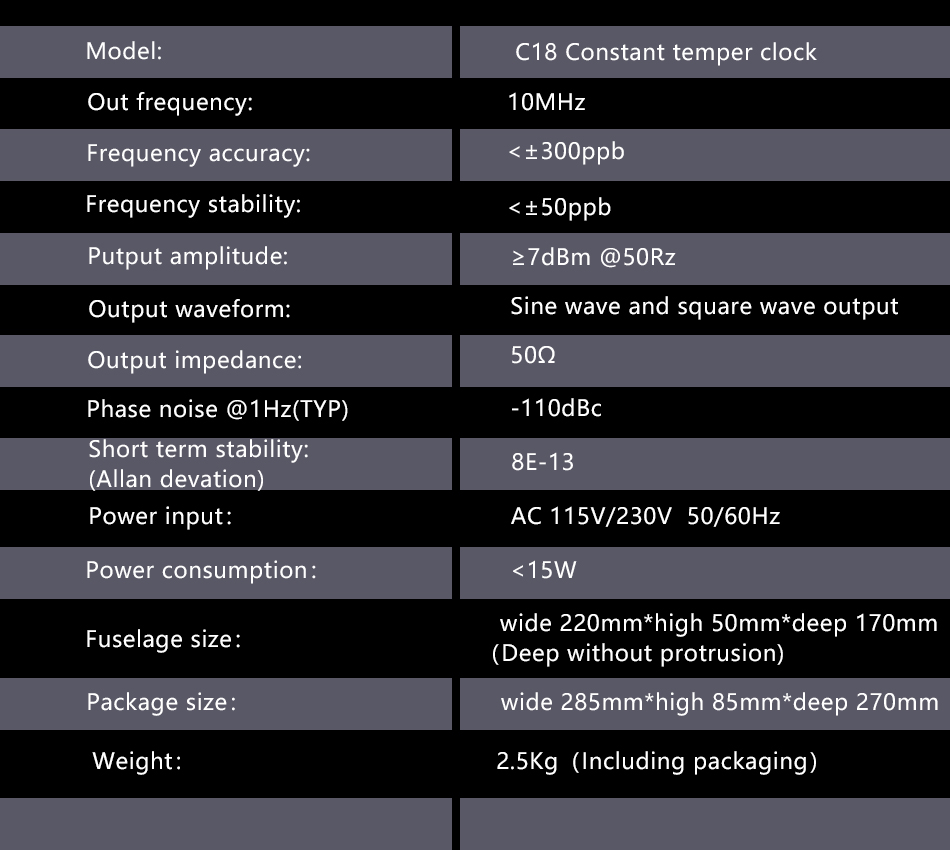 Model: C18 Constant temper clock
Out frequency: 10MHz
Frequency accuracy: <±300ppb
Frequency stability: <±50ppb
Putput amplitude: ≥7dBm @50Rz
Output waveform: Sine wave and square wave output
Output impedance: 50Ω
Phase noise @1Hz(TYP) -110dBc
Short term stability:
(Allan devation) 8E-13
Power input： AC 115V/230V  50/60Hz
Power consumption： <15W
Fuselage size： wide 220mm*high 50mm*deep 170mm
(Deep without protrusion)
Package size： wide 285mm*high 85mm*deep 270mm
Weight： 2.5Kg（Including packaging）